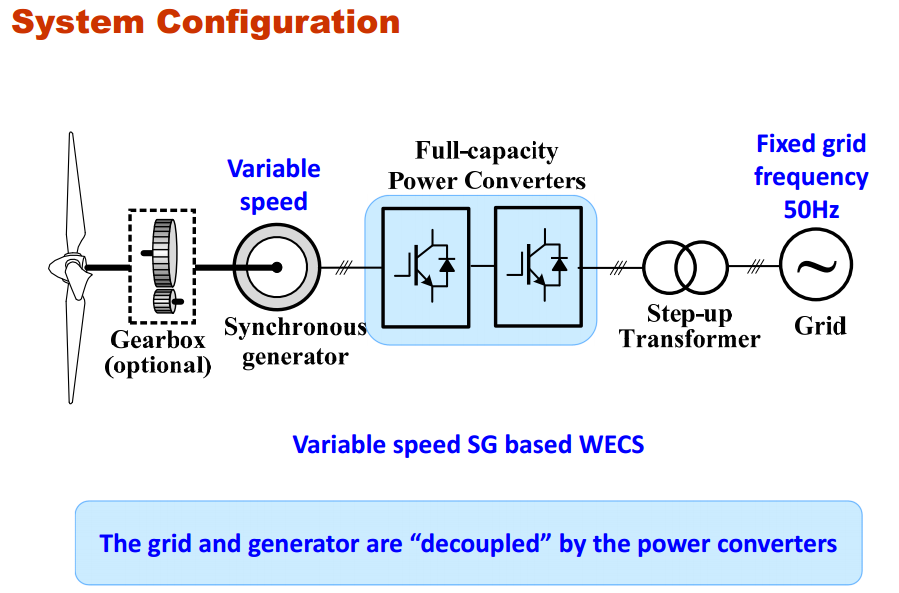 System Configuration
Full-capacity
Power Converters
Variable
speed
Fixed grid
frequency
50Hz
Gearbox
(optional)
Synchronous
generator
Step-up
Transformer
Grid
Variable speed SG based WECS
The grid and generator are “decoupled” by the power converters